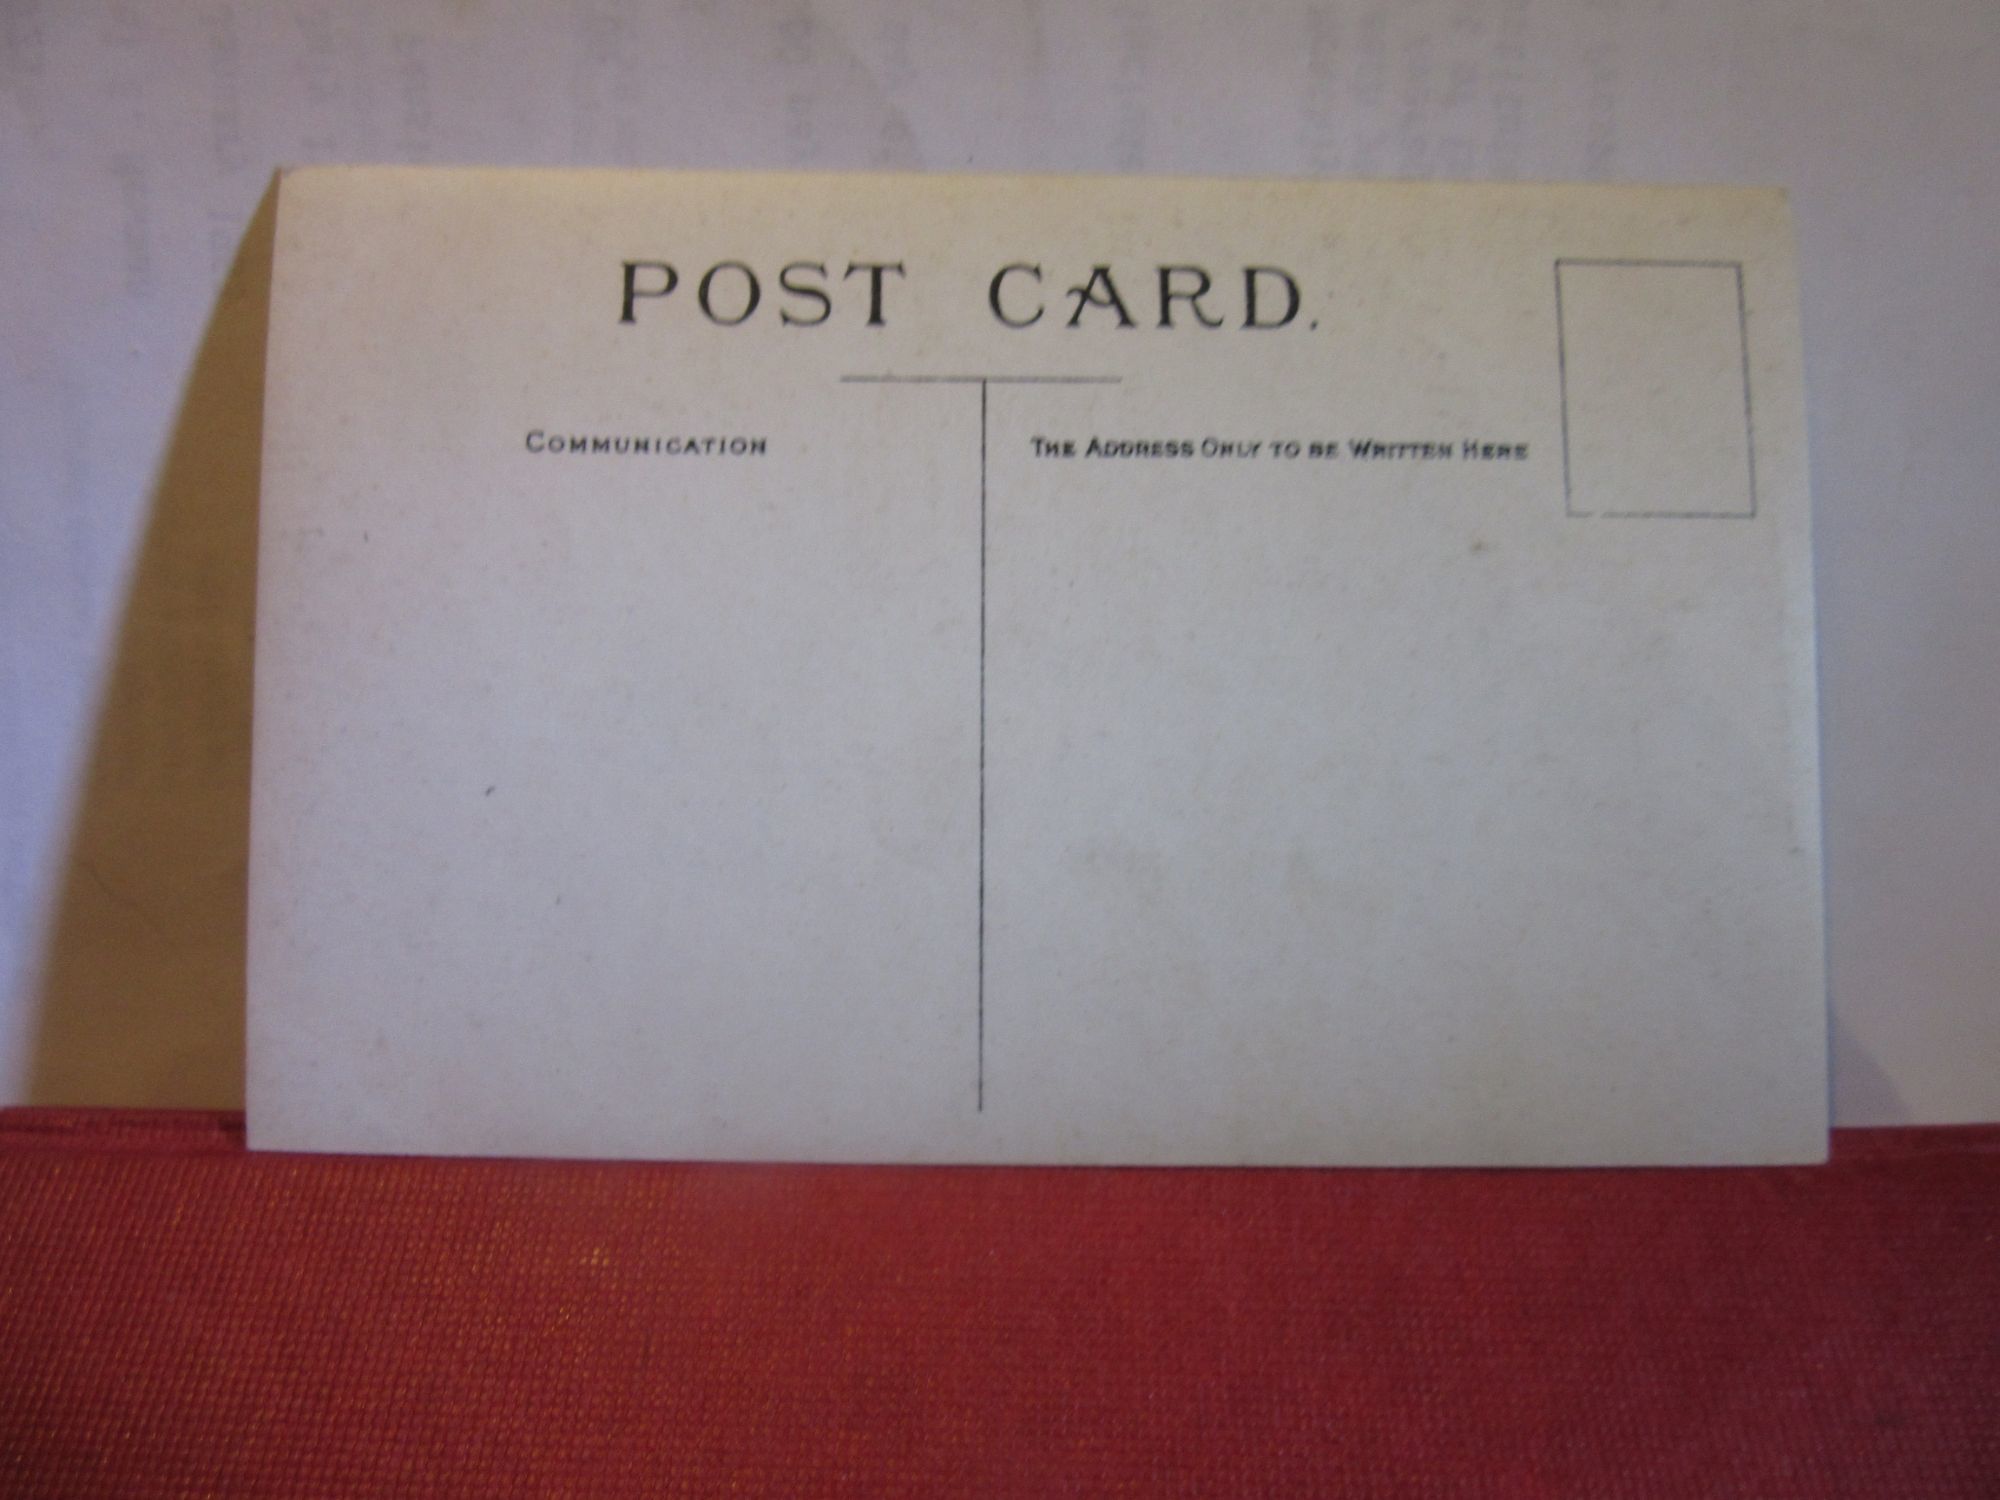 POST CARD.
COMMUNICATION
THE ADDRESS ONLY TO BE WRITTEN HERE